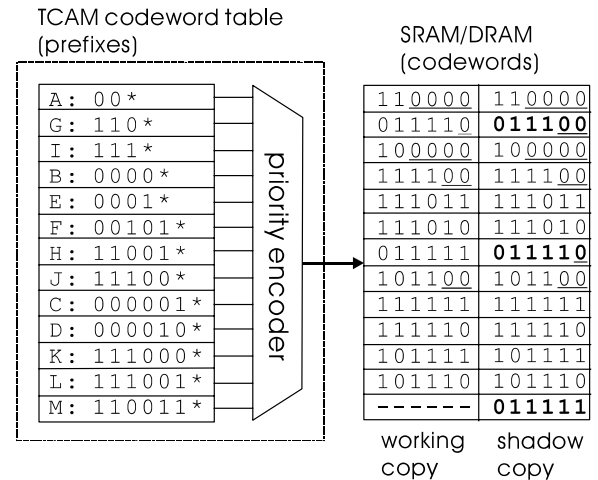 TCAM codeword table
(prefixes)
SRAM/DRAM
(codewords)
A: 00* 110000 110000
G: 110* 011110 011100
I: 111* 100000 100000
B: 0000* 111100 111100
E: 0001* 111011 111011
F: 00101* 111010 111010
H: 11001* 011111 011110
J: 11100* 101100 101100
C: 000001* 111111 111111
D: 000010* 111110 111110
K: 111000* 101111 101111
L: 111001* 101110 101110
M: 110011* ------ 011111
priority encoder
working copy
shadow copy